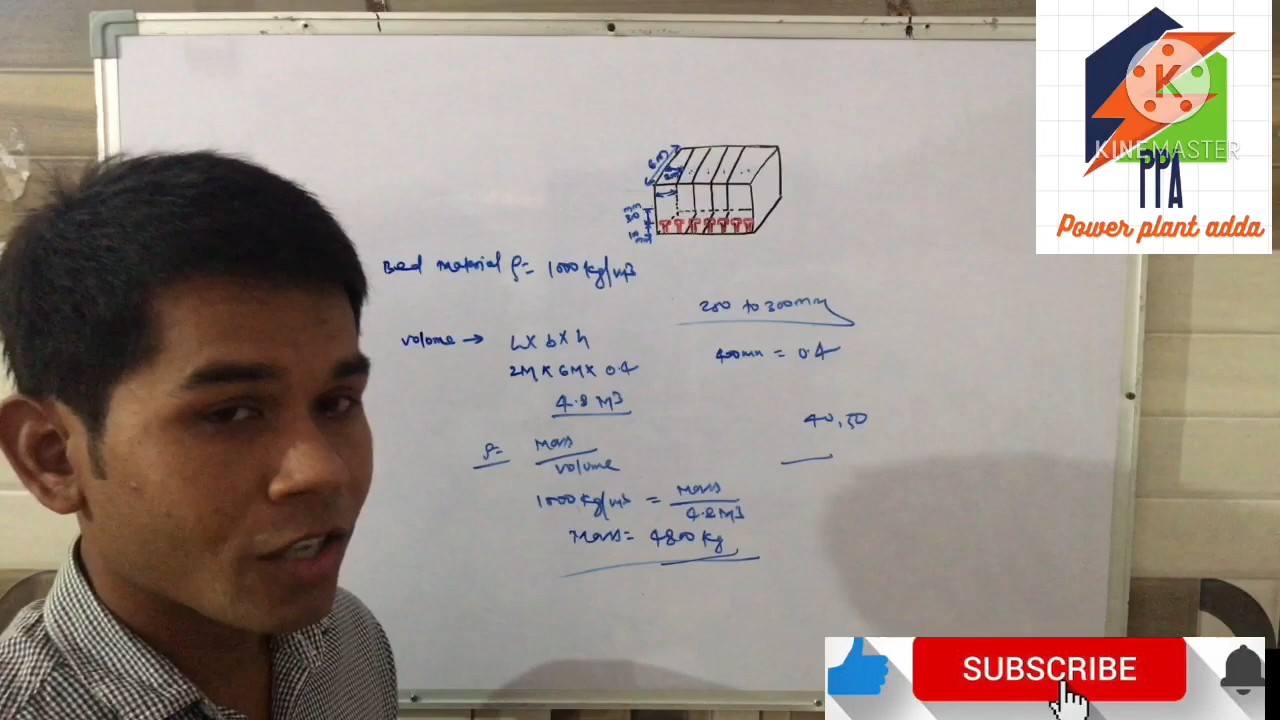 K
KINEMASTER
PPA
Power plant adda
6M
2M
Bed material ρ= 1000 kg/m3
200 to 300mm
volume → L×b×h
400mm = 0.4
2M × 6M × 0.4
4.8 M3
40, 50
ρ= Mass
volume
1000 kg/m3 = Mass
4.8 M3
Mass= 4800 kg
SUBSCRIBE